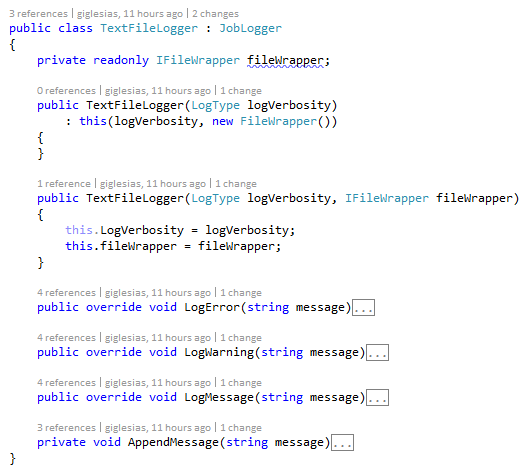 3 references | giglesias, 11 hours ago | 2 changes
public class TextFileLogger : JobLogger
{
    private readonly IFileWrapper fileWrapper;
    0 references | giglesias, 11 hours ago | 1 change
    public TextFileLogger(LogType logVerbosity)
        : this(logVerbosity, new FileWrapper())
    {
    }
    1 reference | giglesias, 11 hours ago | 1 change
    public TextFileLogger(LogType logVerbosity, IFileWrapper fileWrapper)
    {
        this.LogVerbosity = logVerbosity;
        this.fileWrapper = fileWrapper;
    }
    4 references | giglesias, 11 hours ago | 1 change
    public override void LogError(string message)...
    4 references | giglesias, 11 hours ago | 1 change
    public override void LogWarning(string message)...
    4 references | giglesias, 11 hours ago | 1 change
    public override void LogMessage(string message)...
    3 references | giglesias, 11 hours ago | 1 change
    private void AppendMessage(string message)...
}